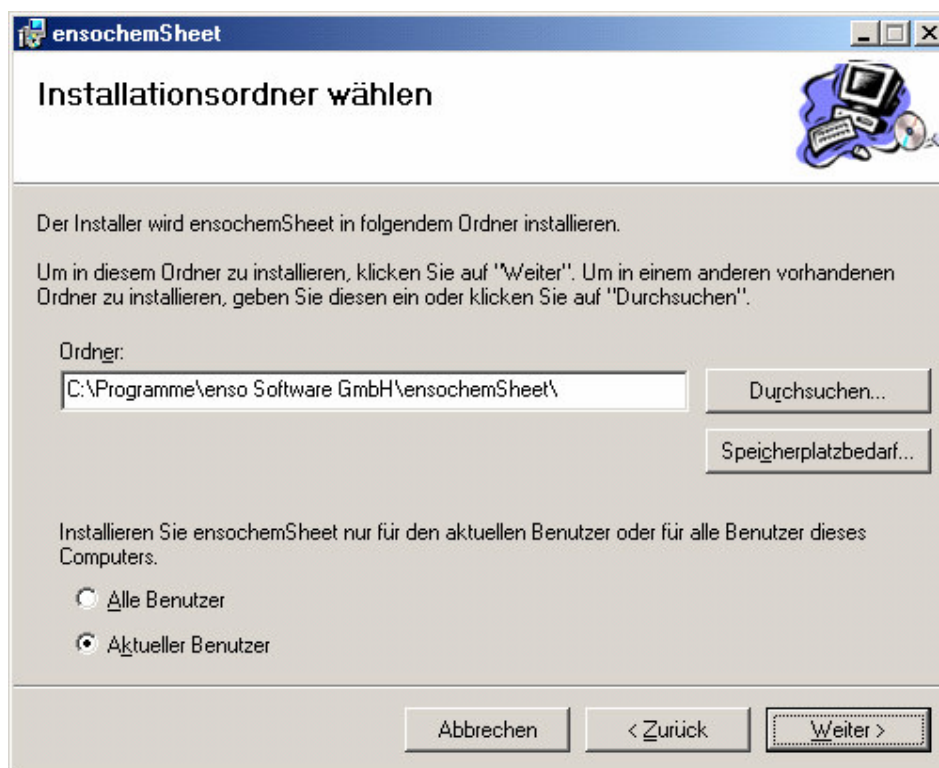 ensochemSheet
Installationsordner wählen
Der Installer wird ensochemSheet in folgendem Ordner installieren.
Um in diesem Ordner zu installieren, klicken Sie auf "Weiter". Um in einem anderen vorhandenen
Ordner zu installieren, geben Sie diesen ein oder klicken Sie auf "Durchsuchen".
Ordner:
C:\Programme\enso Software GmbH\ensochemSheet\
Durchsuchen...
Speicherplatzbedarf...
Installieren Sie ensochemSheet nur für den aktuellen Benutzer oder für alle Benutzer dieses
Computers.
Alle Benutzer
Aktueller Benutzer
Abbrechen
< Zurück
Weiter >